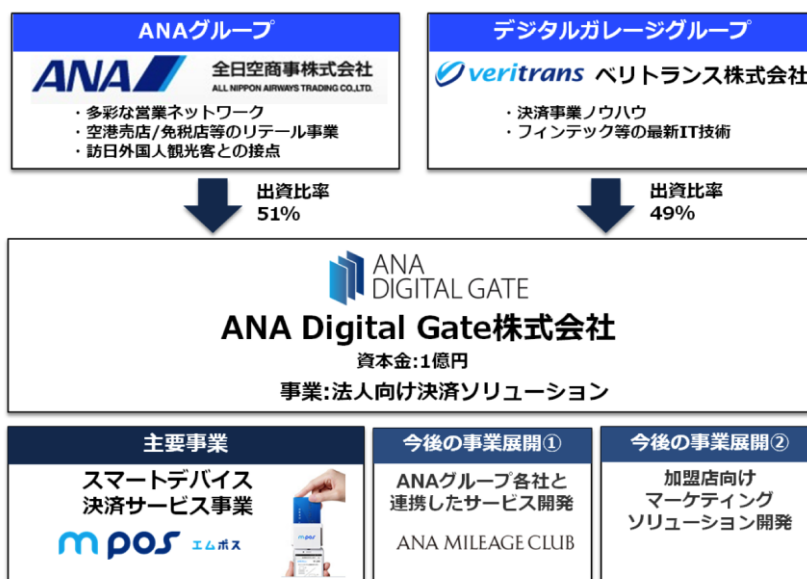 ANAグループ
ANA
全日空商事株式会社
ALL NIPPON AIRWAYS TRADING CO.,LTD.
・多彩な営業ネットワーク
・空港売店/免税店等のリテール事業
・訪日外国人観光客との接点
デジタルガレージグループ
veritrans ベリトランス株式会社
・決済事業ノウハウ
・フィンテック等の最新IT技術
出資比率
51%
出資比率
49%
ANA
DIGITAL GATE
ANA Digital Gate株式会社
資本金:1億円
事業:法人向け決済ソリューション
主要事業
スマートデバイス
決済サービス事業
mpos エムポス
mpos
今後の事業展開①
ANAグループ各社と
連携したサービス開発
ANA MILEAGE CLUB
今後の事業展開②
加盟店向け
マーケティング
ソリューション開発